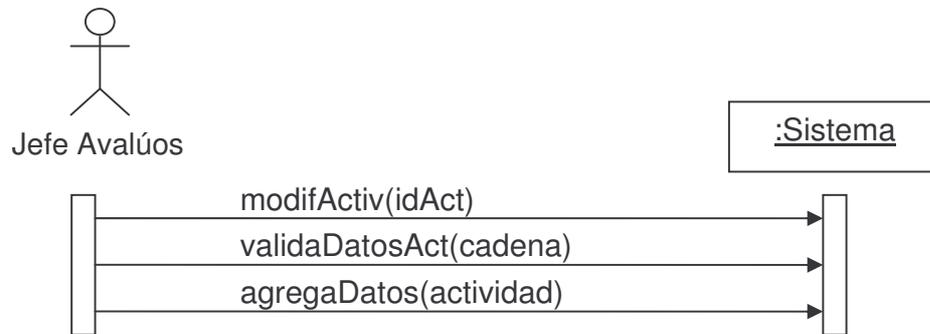 Jefe Avalúos
:Sistema
modifActiv(idAct)
validaDatosAct(cadena)
agregaDatos(actividad)